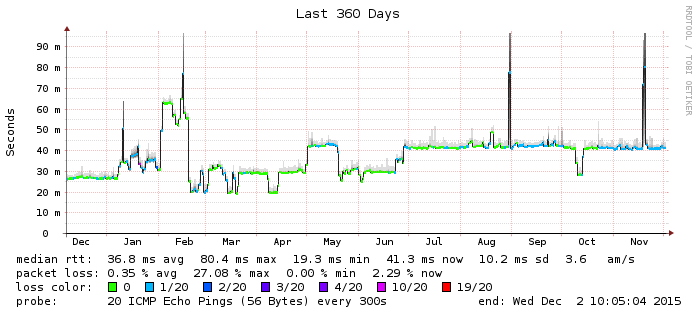 Last 360 Days
RRDTOOL / TOBI OETIKER
Seconds
90 m
80 m
70 m
60 m
50 m
40 m
30 m
20 m
10 m
0
Dec Jan Feb Mar Apr May Jun Jul Aug Sep Oct Nov
median rtt: 36.8 ms avg 80.4 ms max 19.3 ms min 41.3 ms now 10.2 ms sd 3.6 am/s
packet loss: 0.35 % avg 27.08 % max 0.00 % min 2.29 % now
loss color: 0 1/20 2/20 3/20 4/20 10/20 19/20
probe: 20 ICMP Echo Pings (56 Bytes) every 300s end: Wed Dec 2 10:05:04 2015